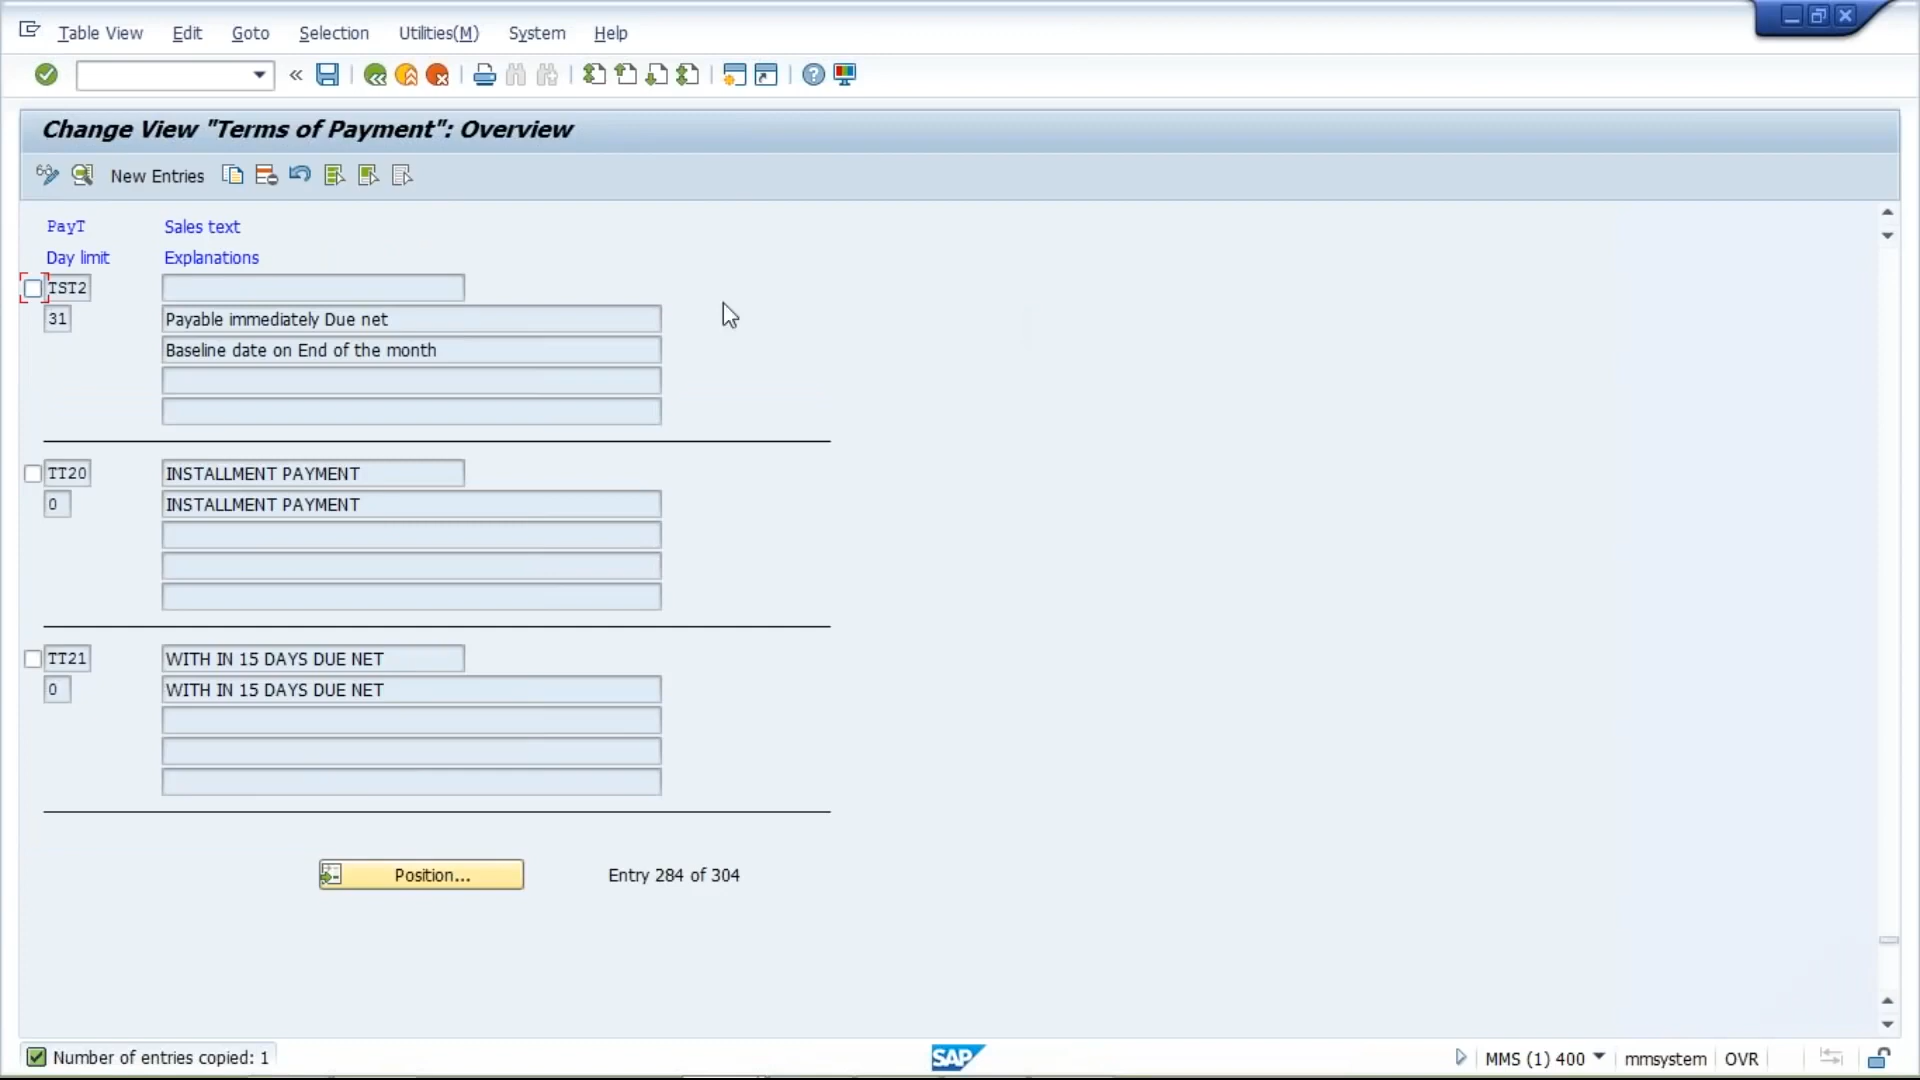 Table View Edit Goto Selection Utilities(M) System Help
Change View "Terms of Payment": Overview
New Entries
PayT Sales text
Day limit Explanations
TST2
31 Payable immediately Due net
Baseline date on End of the month
TT20 INSTALLMENT PAYMENT
0 INSTALLMENT PAYMENT
TT21 WITH IN 15 DAYS DUE NET
0 WITH IN 15 DAYS DUE NET
Position... Entry 284 of 304
Number of entries copied: 1 SAP MMS (1) 400 mmsystem OVR